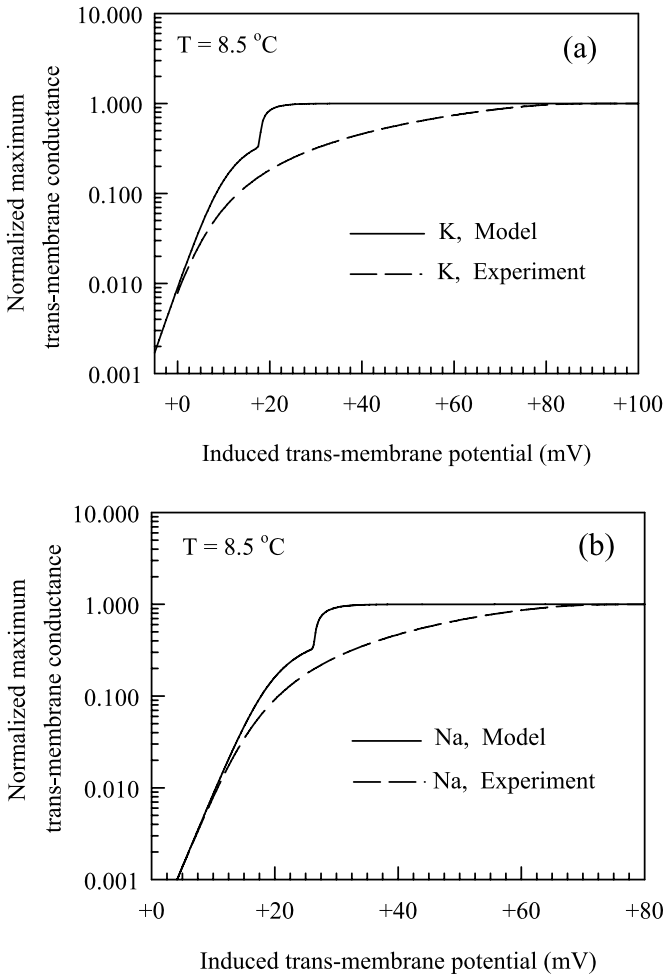 10.000
T = 8.5 °C
(a)
1.000
0.100
0.010
0.001
Normalized maximum
trans-membrane conductance
K, Model
K, Experiment
+0 +20 +40 +60 +80 +100
Induced trans-membrane potential (mV)
10.000
T = 8.5 °C
(b)
1.000
0.100
0.010
0.001
Normalized maximum
trans-membrane conductance
Na, Model
Na, Experiment
+0 +20 +40 +60 +80
Induced trans-membrane potential (mV)